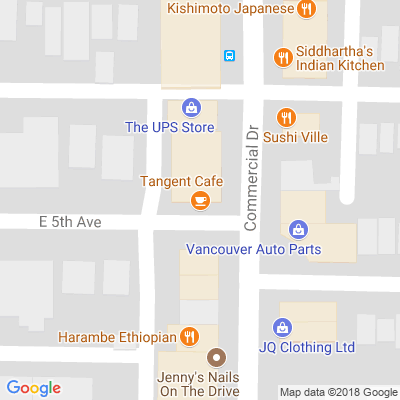 Kishimoto Japanese
Siddhartha's
Indian Kitchen
The UPS Store
Sushi Ville
Commercial Dr
Tangent Cafe
E 5th Ave
Vancouver Auto Parts
Harambe Ethiopian
JQ Clothing Ltd
Jenny's Nails
On The Drive
Google
Map data ©2018 Google